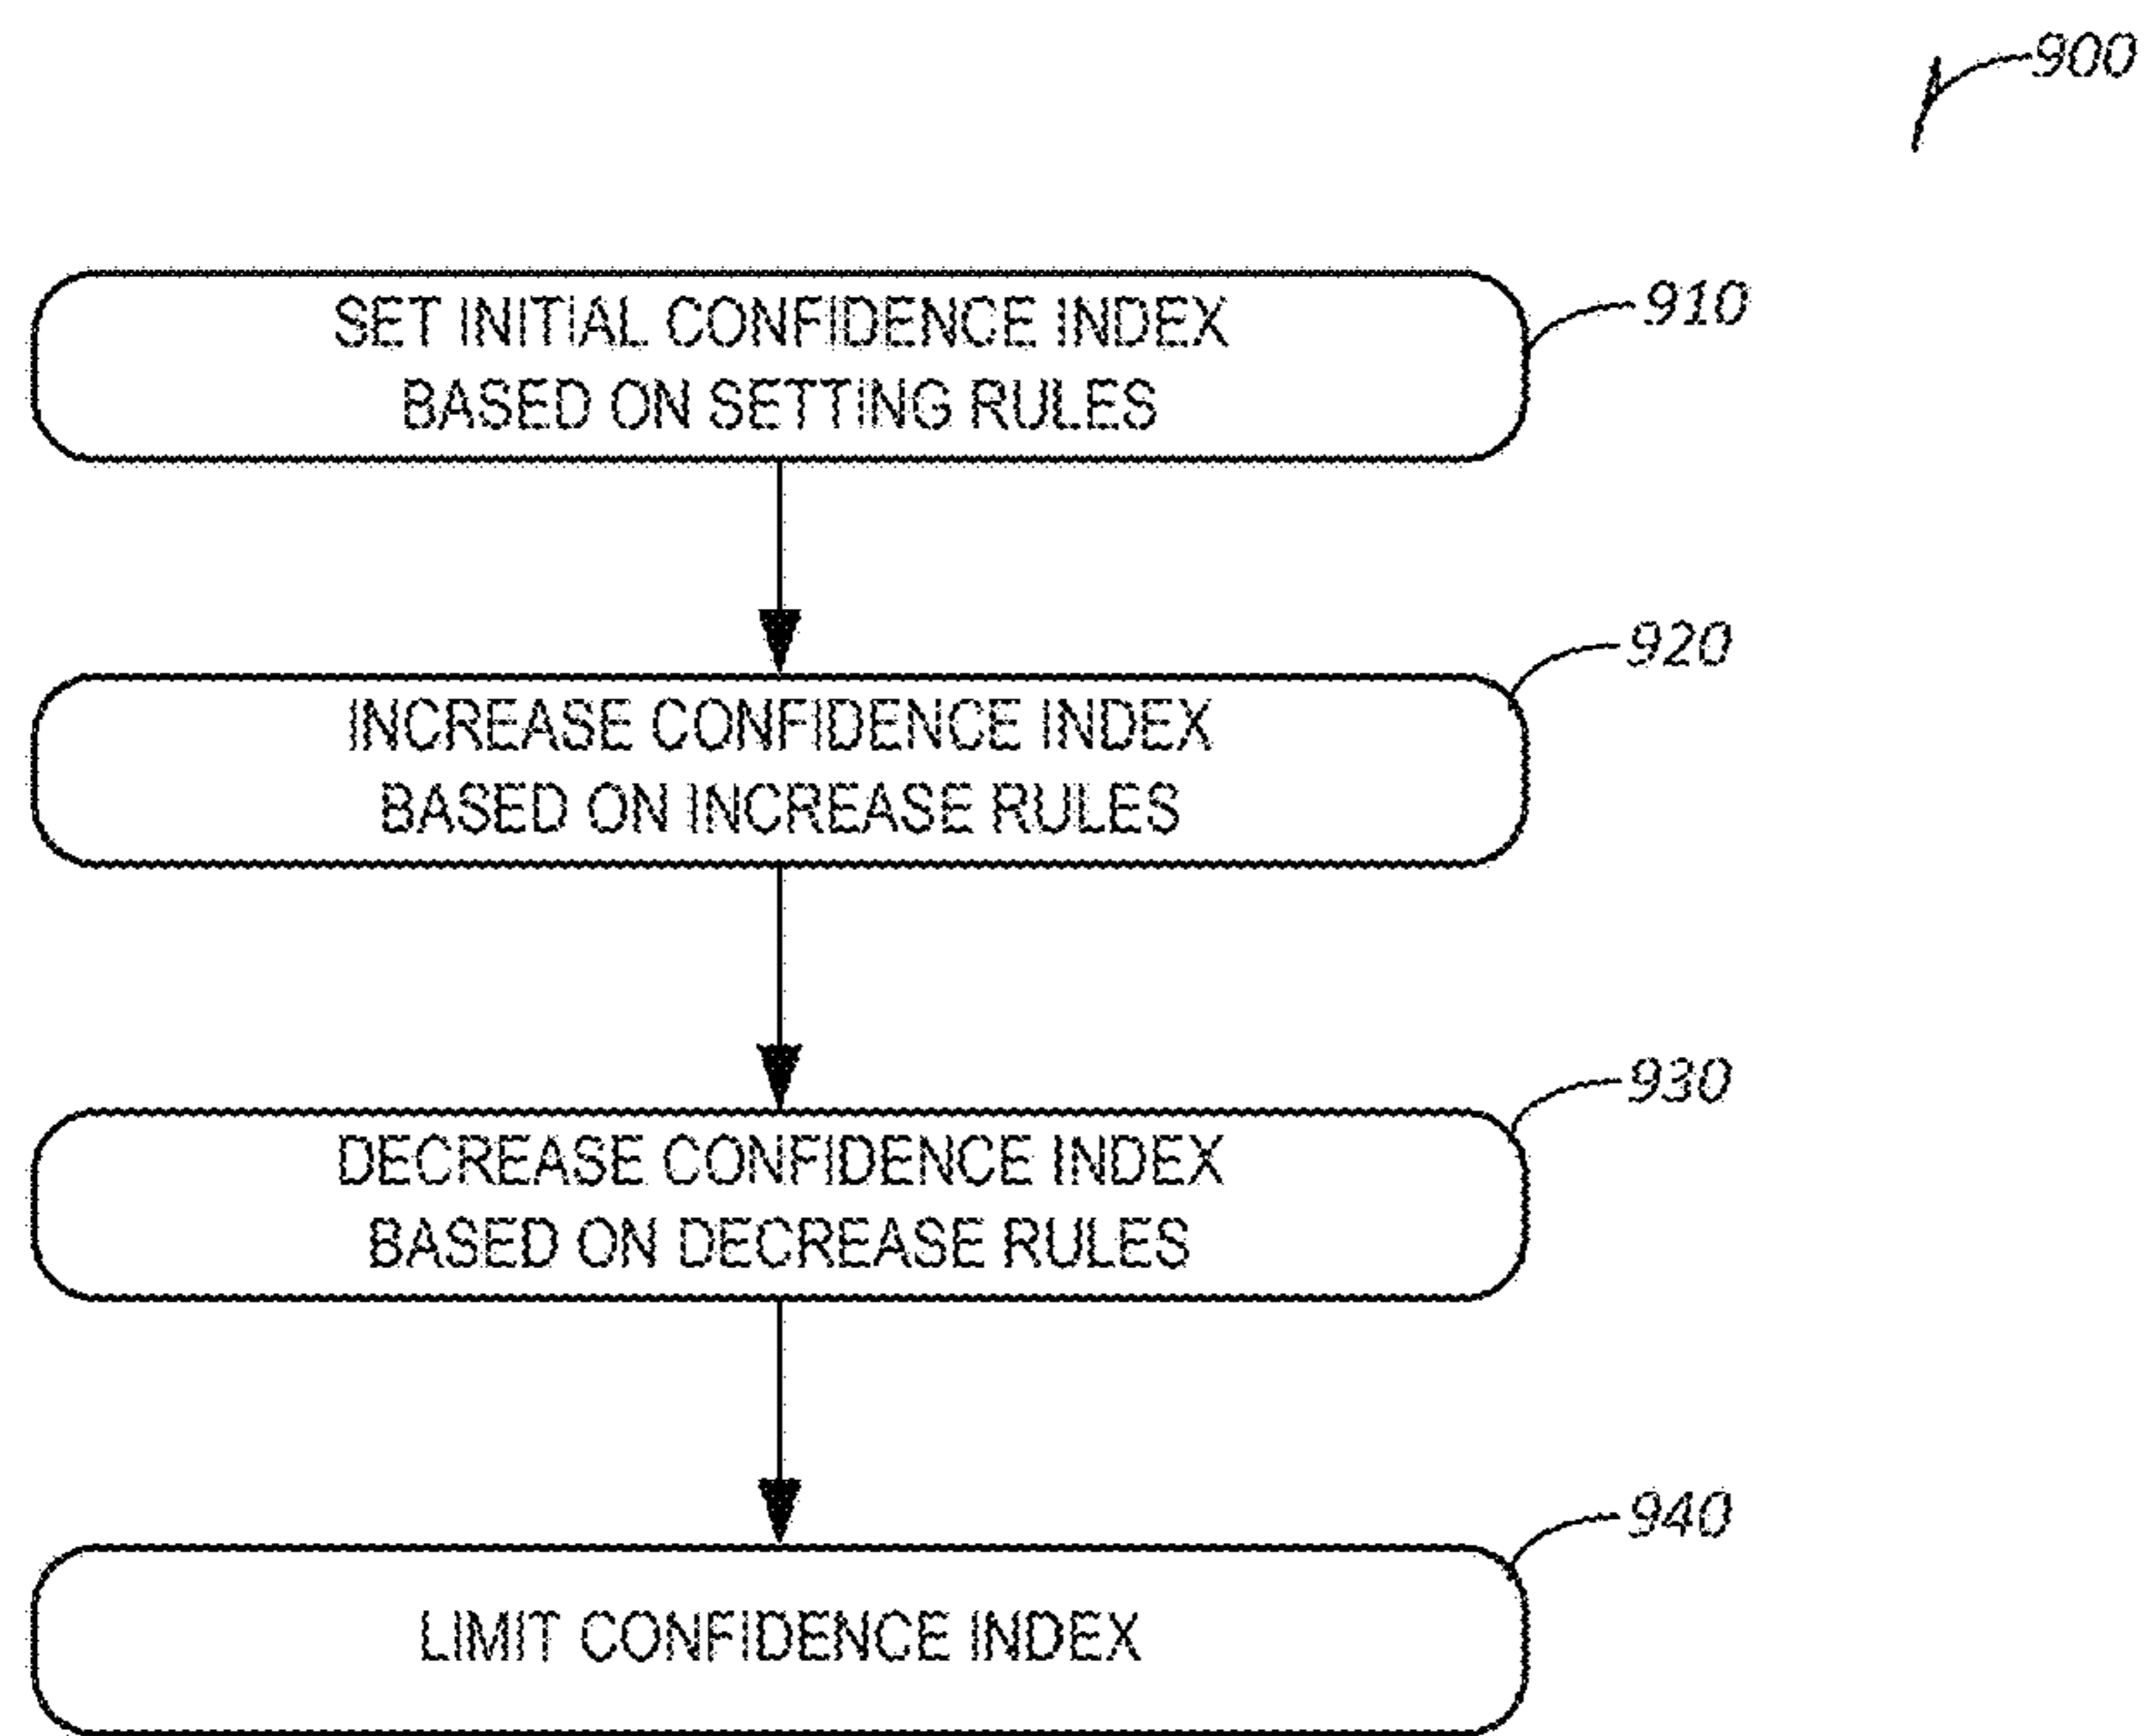 900
SET INITIAL CONFIDENCE INDEX
BASED ON SETTING RULES
910
INCREASE CONFIDENCE INDEX
BASED ON INCREASE RULES
920
DECREASE CONFIDENCE INDEX
BASED ON DECREASE RULES
930
LIMIT CONFIDENCE INDEX
940